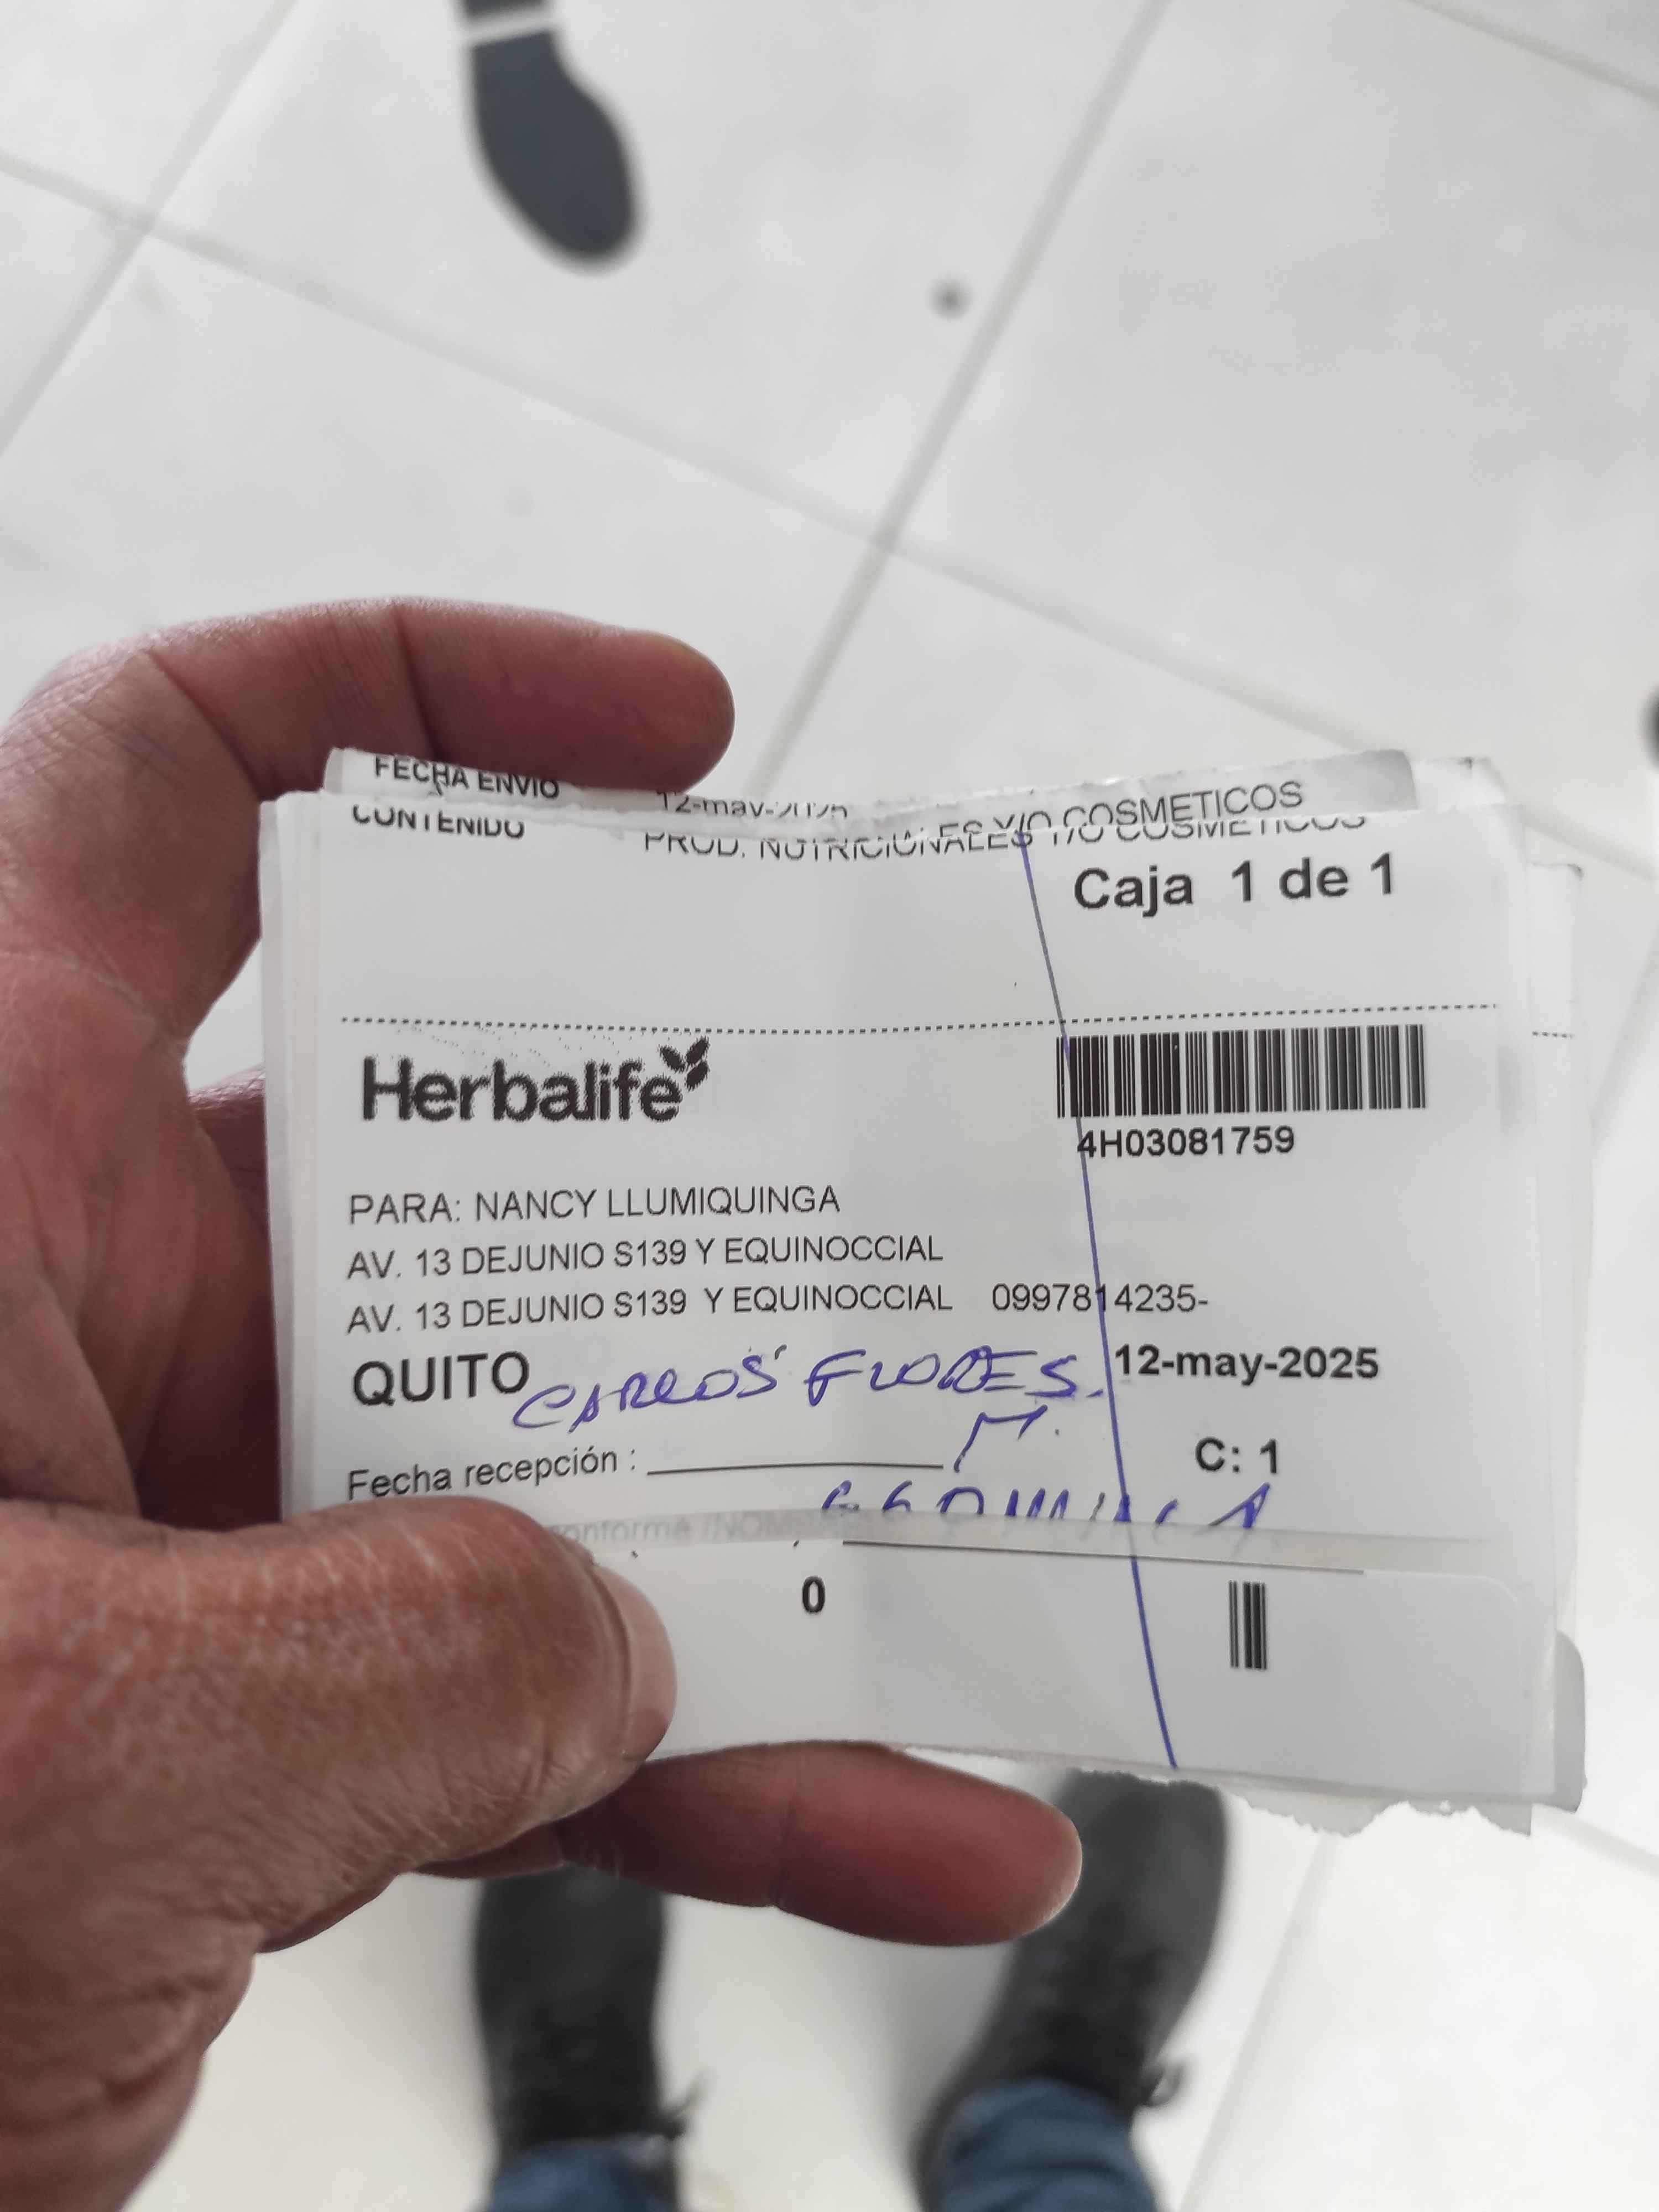 FECHA ENVIO 12-may-2025
PROD. NUTRICIONALES Y/O COSMETICOS
CONTENIDO
Caja 1 de 1
Herbalife
4H03081759
PARA: NANCY LLUMIQUINGA
AV. 13 DEJUNIO S139 Y EQUINOCCIAL
AV. 13 DEJUNIO S139 Y EQUINOCCIAL 0997814235-
QUITO CARLOS FLORES. 12-may-2025
M.
Fecha recepción : C: 1
conforme
0